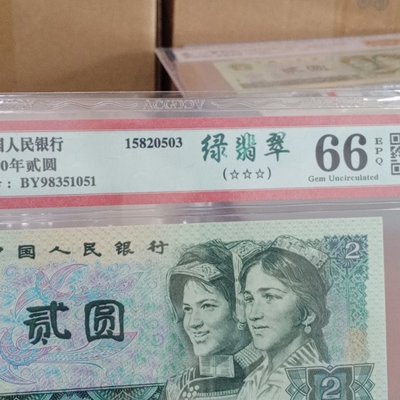 国人民银行
0年贰圆
: BY98351051
15820503
绿翡翠
(☆☆☆)
66 EPQ
Gem Uncirculated
中国人民银行
贰圆
2
2